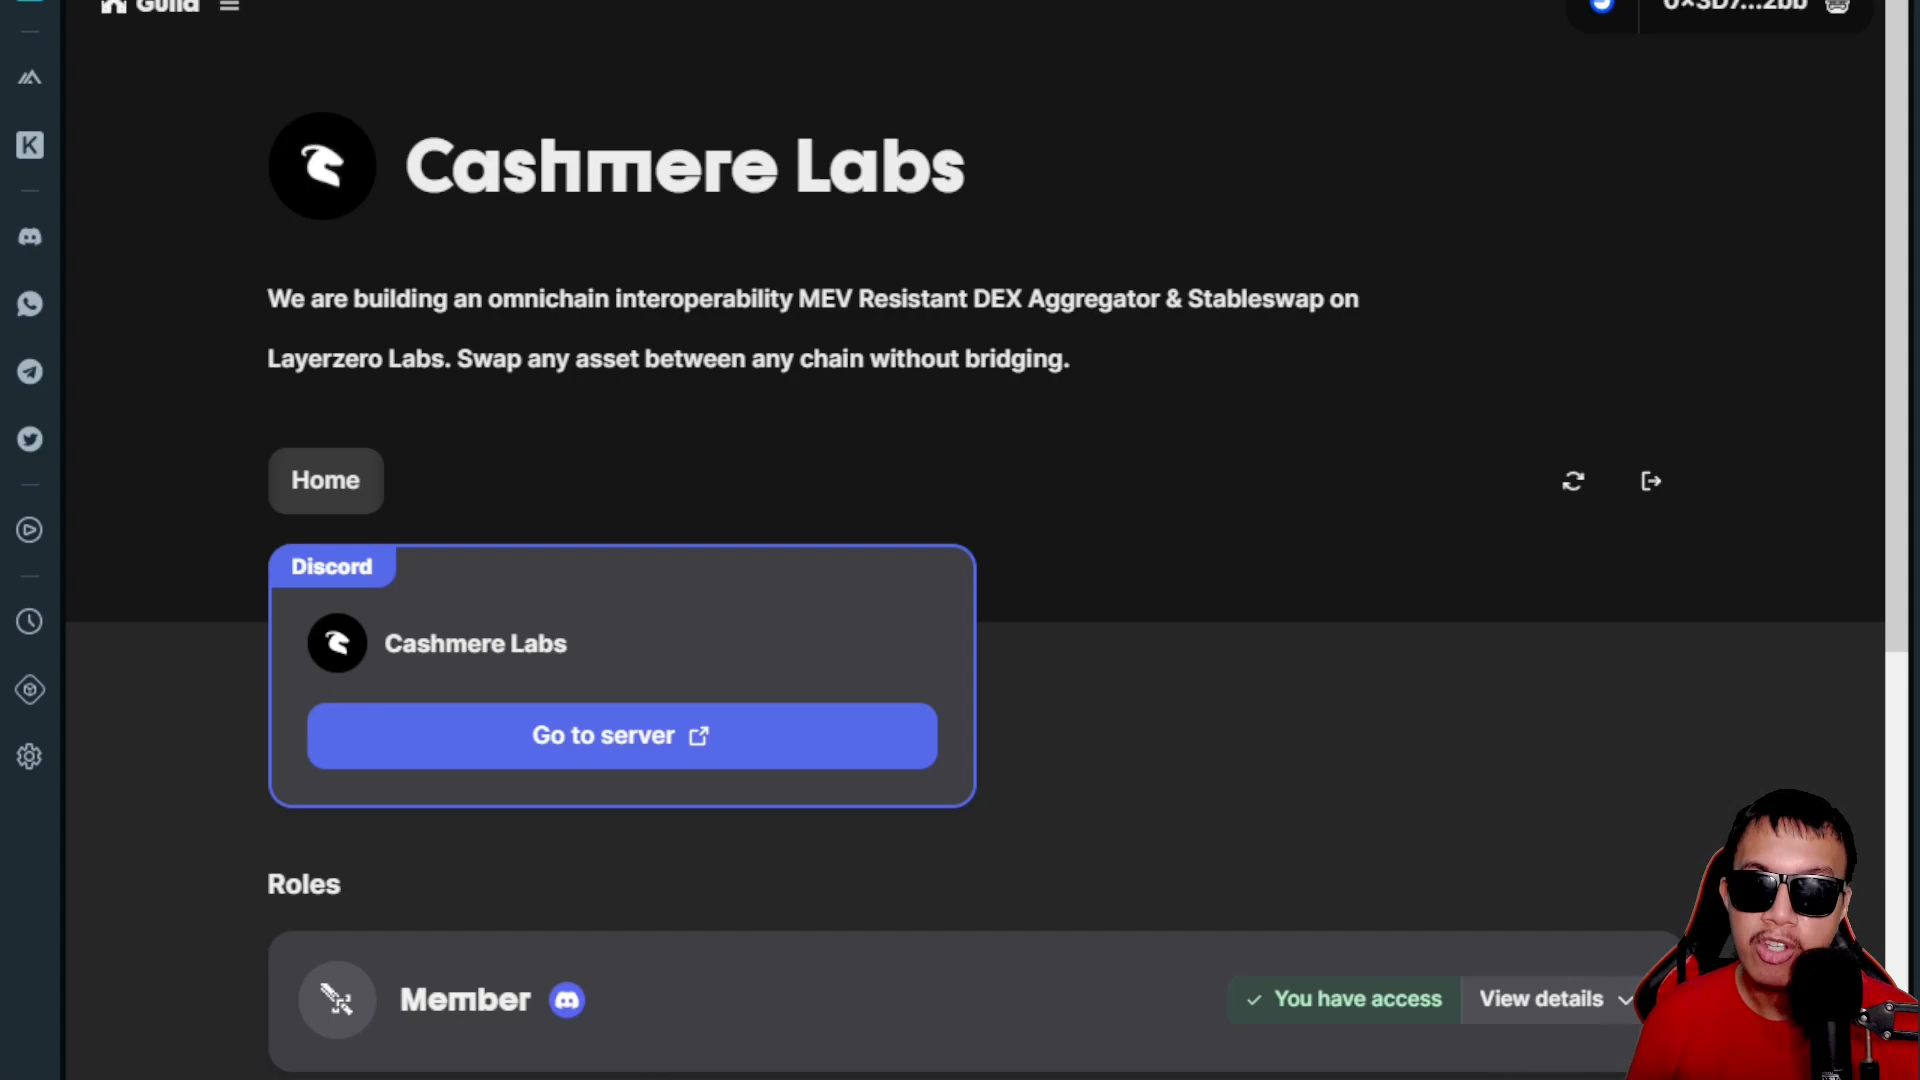 Guild
0x3D7...2bb
Cashmere Labs
We are building an omnichain interoperability MEV Resistant DEX Aggregator & Stableswap on
Layerzero Labs. Swap any asset between any chain without bridging.
Home
Discord
Cashmere Labs
Go to server
Roles
Member
You have access
View details
K